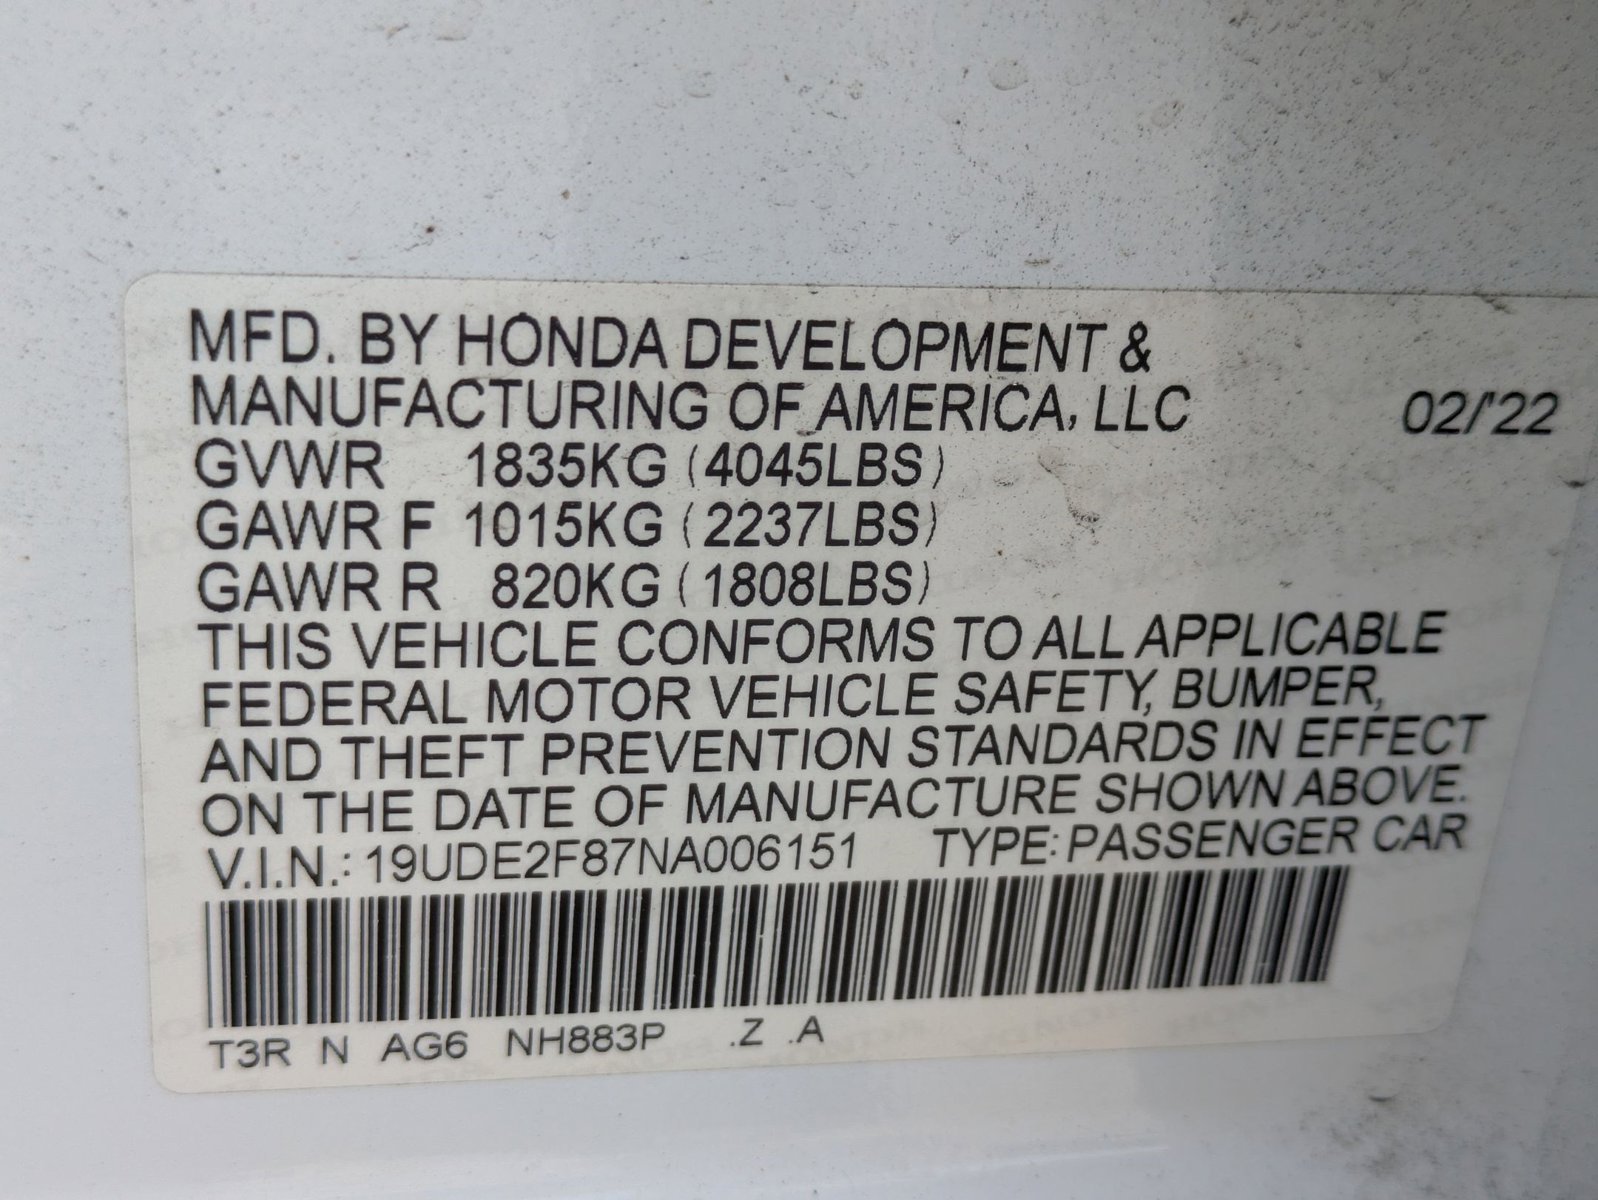 MFD. BY HONDA DEVELOPMENT &
MANUFACTURING OF AMERICA, LLC 02/'22
GVWR 1835KG (4045LBS)
GAWR F 1015KG (2237LBS)
GAWR R 820KG (1808LBS)
THIS VEHICLE CONFORMS TO ALL APPLICABLE
FEDERAL MOTOR VEHICLE SAFETY, BUMPER,
AND THEFT PREVENTION STANDARDS IN EFFECT
ON THE DATE OF MANUFACTURE SHOWN ABOVE.
V.I.N.: 19UDE2F87NA006151 TYPE: PASSENGER CAR
T3R N AG6 NH883P .Z .A